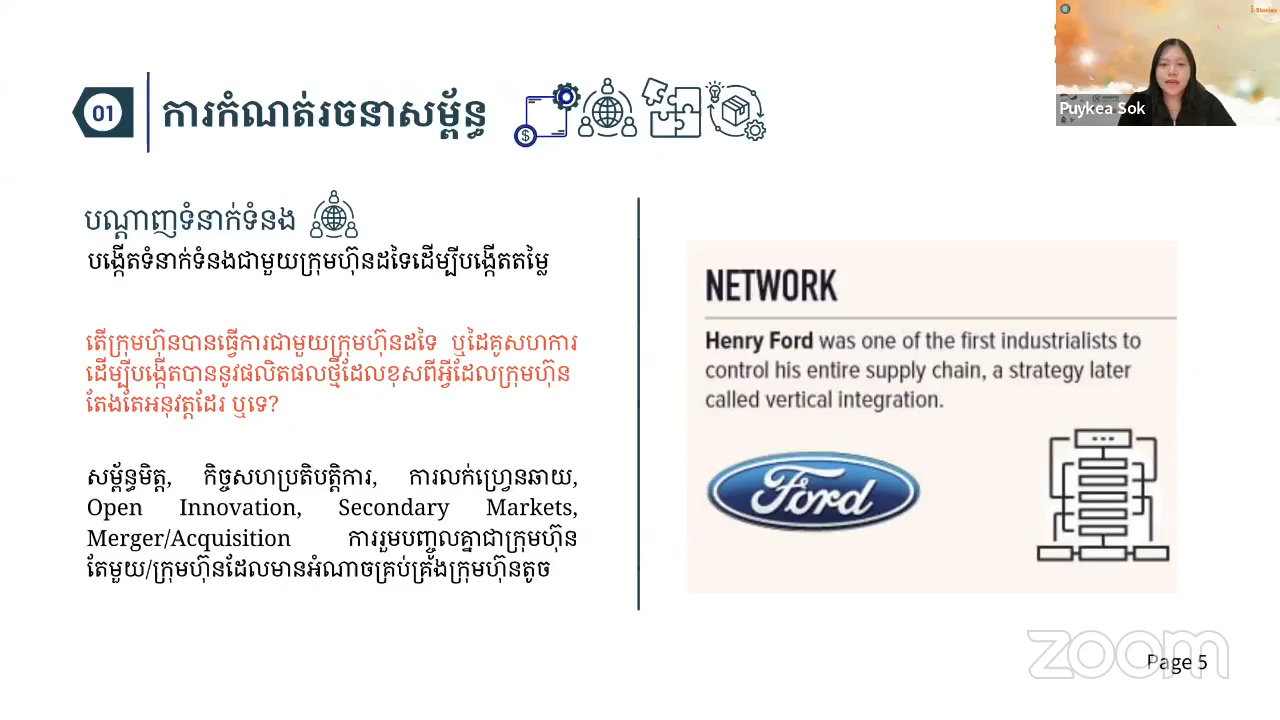 i-Stories
Puykea Sok
01
ការកំណត់រចនាសម្ព័ន្ធ
$
បណ្ដាញទំនាក់ទំនង
បង្កើតទំនាក់ទំនងជាមួយក្រុមហ៊ុនដទៃដើម្បីបង្កើតតម្លៃ
តើក្រុមហ៊ុនបានធ្វើការជាមួយក្រុមហ៊ុនដទៃ ឬដៃគូសហការ
ដើម្បីបង្កើតបាននូវផលិតផលថ្មីដែលខុសពីអ្វីដែលក្រុមហ៊ុន
តែងតែអនុវត្តដែរ ឬទេ?
សម្ព័ន្ធមិត្ត, កិច្ចសហប្រតិបត្តិការ, ការលក់ហ្វ្រេនឆាយ,
Open Innovation, Secondary Markets,
Merger/Acquisition ការរួមបញ្ចូលគ្នាជាក្រុមហ៊ុន
តែមួយ/ក្រុមហ៊ុនដែលមានអំណាចគ្រប់គ្រងក្រុមហ៊ុនតូច
NETWORK
Henry Ford was one of the first industrialists to
control his entire supply chain, a strategy later
called vertical integration.
Ford
zoom
Page 5